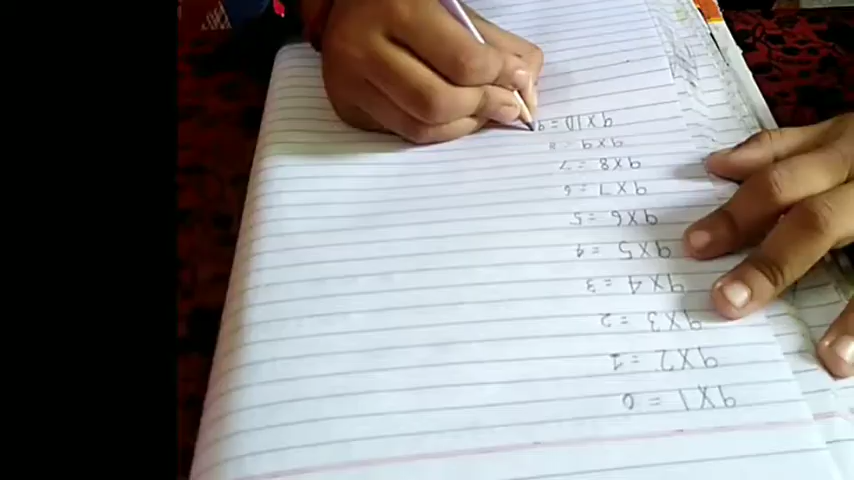 9X1 = 0
9X2 = 1
9X3 = 2
9X4 = 3
9X5 = 4
9X6 = 5
9X7 = 6
9X8 = 7
9X9 = 8
9X10 = 9